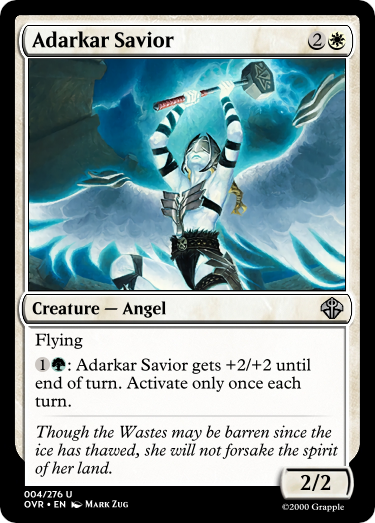 Adarkar Savior 2
Creature — Angel
Flying
1: Adarkar Savior gets +2/+2 until
end of turn. Activate only once each
turn.
Though the Wastes may be barren since the
ice has thawed, she will not forsake the spirit
of her land.
2/2
004/276 U
OVR • EN Mark Zug
©2000 Grapple